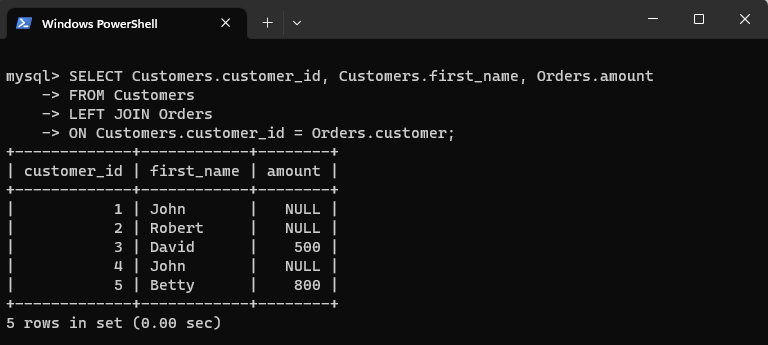 Windows PowerShell
mysql> SELECT Customers.customer_id, Customers.first_name, Orders.amount
    -> FROM Customers
    -> LEFT JOIN Orders
    -> ON Customers.customer_id = Orders.customer;
+-------------+------------+--------+
| customer_id | first_name | amount |
+-------------+------------+--------+
|           1 | John       |   NULL |
|           2 | Robert     |   NULL |
|           3 | David      |    500 |
|           4 | John       |   NULL |
|           5 | Betty      |    800 |
+-------------+------------+--------+
5 rows in set (0.00 sec)